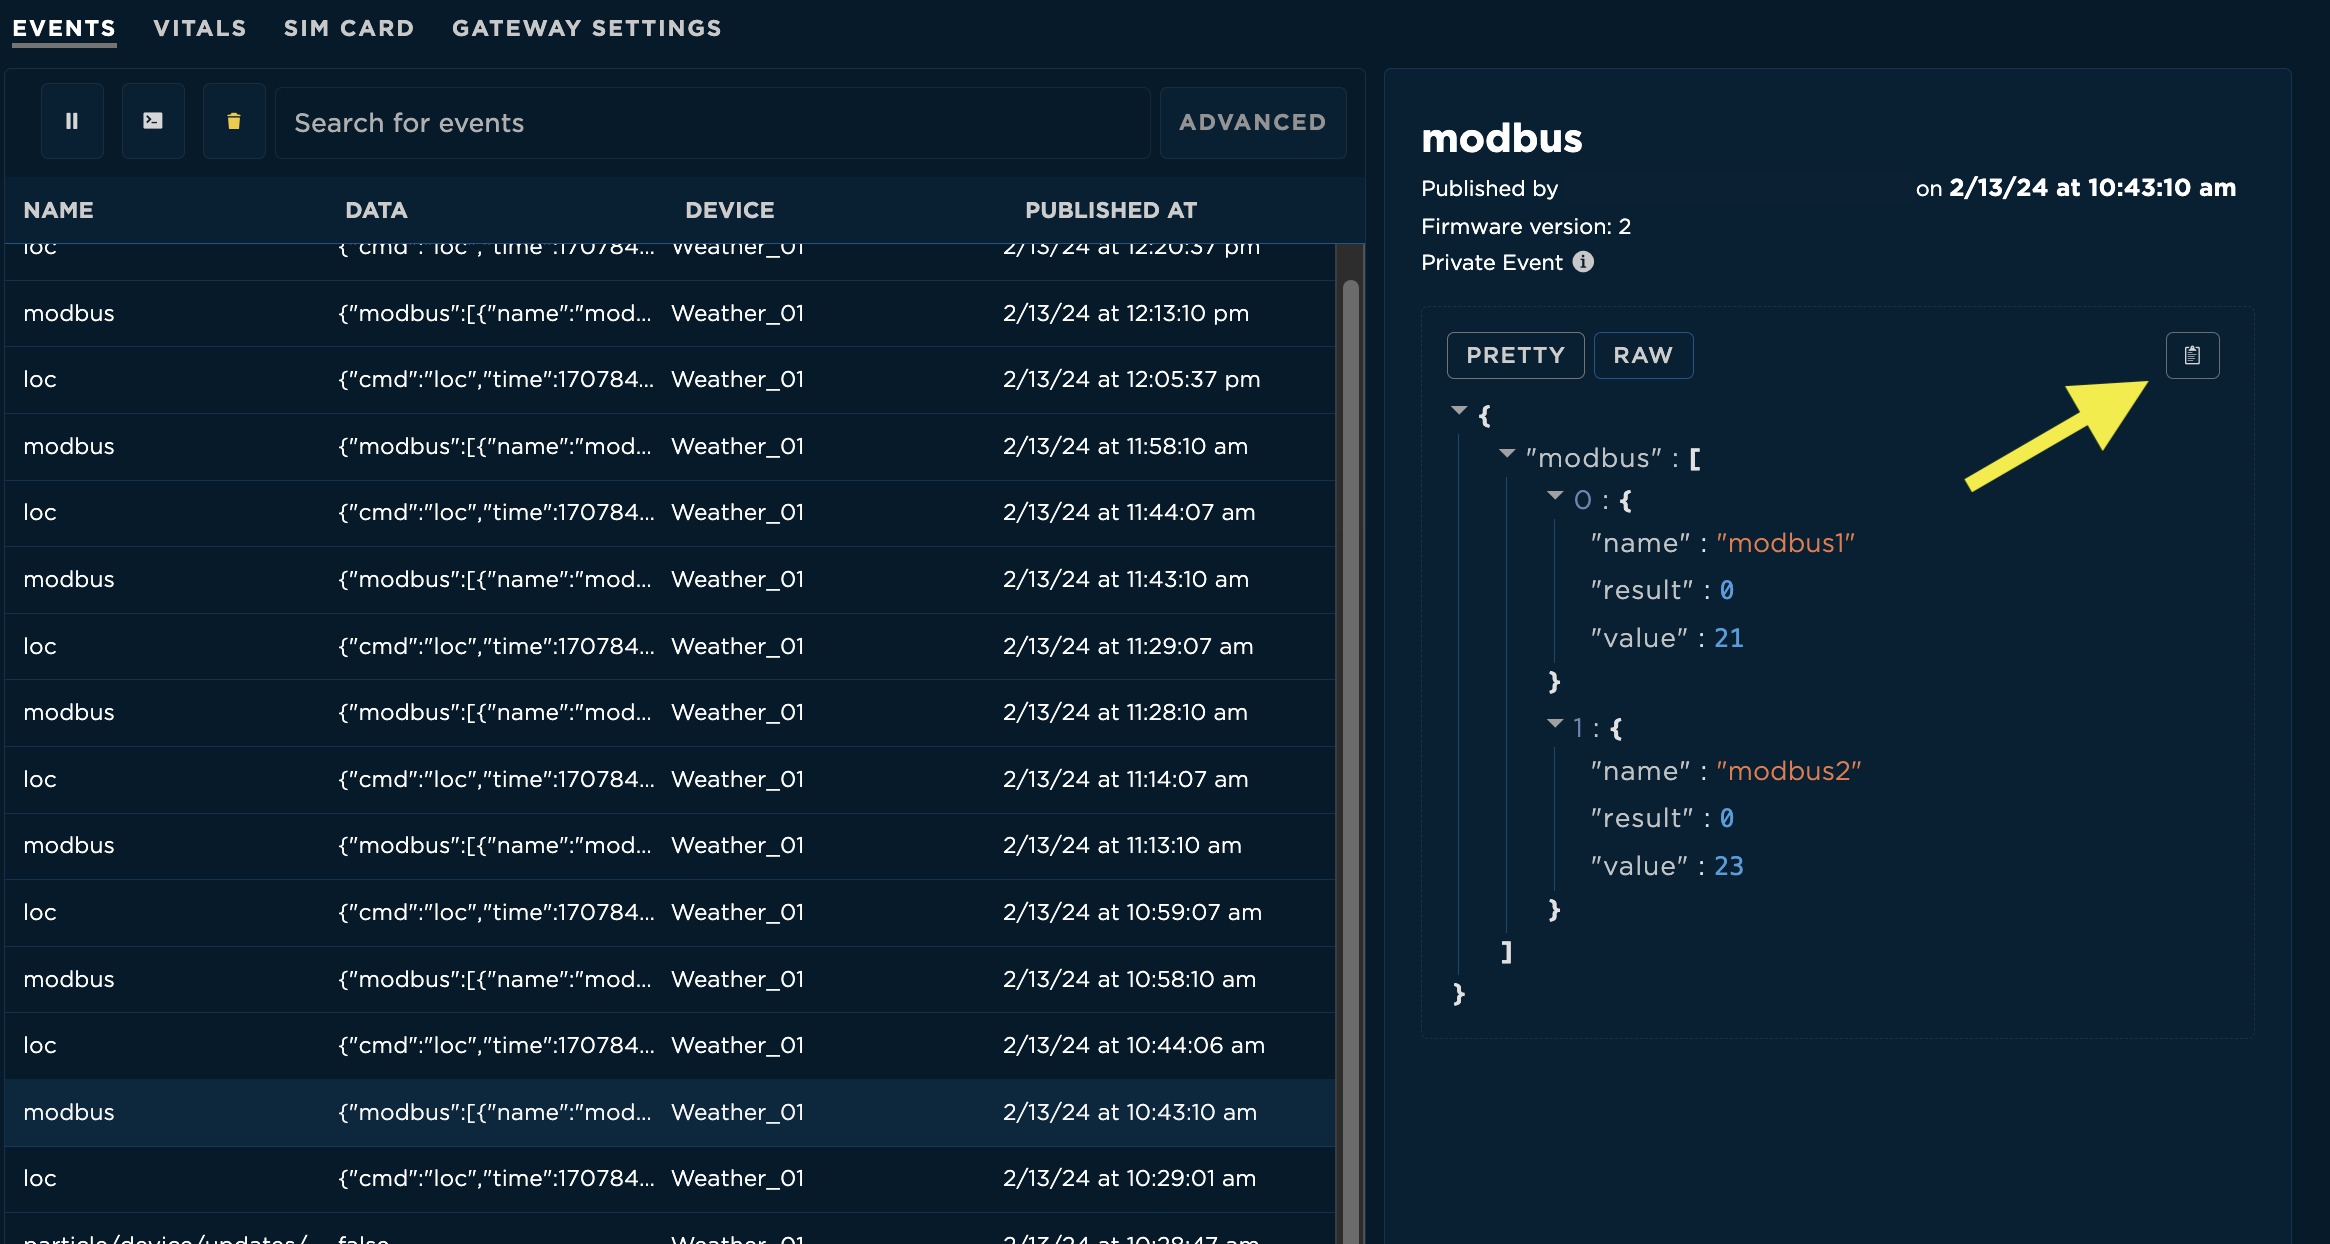 EVENTS VITALS SIM CARD GATEWAY SETTINGS
Search for events
ADVANCED
NAME DATA DEVICE PUBLISHED AT
loc {"cmd":"loc","time":170784... Weather_01 2/13/24 at 12:20:37 pm
modbus {"modbus":[{"name":"mod... Weather_01 2/13/24 at 12:13:10 pm
loc {"cmd":"loc","time":170784... Weather_01 2/13/24 at 12:05:37 pm
modbus {"modbus":[{"name":"mod... Weather_01 2/13/24 at 11:58:10 am
loc {"cmd":"loc","time":170784... Weather_01 2/13/24 at 11:44:07 am
modbus {"modbus":[{"name":"mod... Weather_01 2/13/24 at 11:43:10 am
loc {"cmd":"loc","time":170784... Weather_01 2/13/24 at 11:29:07 am
modbus {"modbus":[{"name":"mod... Weather_01 2/13/24 at 11:28:10 am
loc {"cmd":"loc","time":170784... Weather_01 2/13/24 at 11:14:07 am
modbus {"modbus":[{"name":"mod... Weather_01 2/13/24 at 11:13:10 am
loc {"cmd":"loc","time":170784... Weather_01 2/13/24 at 10:59:07 am
modbus {"modbus":[{"name":"mod... Weather_01 2/13/24 at 10:58:10 am
loc {"cmd":"loc","time":170784... Weather_01 2/13/24 at 10:44:06 am
modbus {"modbus":[{"name":"mod... Weather_01 2/13/24 at 10:43:10 am
loc {"cmd":"loc","time":170784... Weather_01 2/13/24 at 10:29:01 am
particle/device/updates/... false Weather_01 2/13/24 at 10:28:47 am
modbus
Published by on 2/13/24 at 10:43:10 am
Firmware version: 2
Private Event
PRETTY RAW
{
"modbus" : [
0 : {
"name" : "modbus1"
"result" : 0
"value" : 21
}
1 : {
"name" : "modbus2"
"result" : 0
"value" : 23
}
]
}